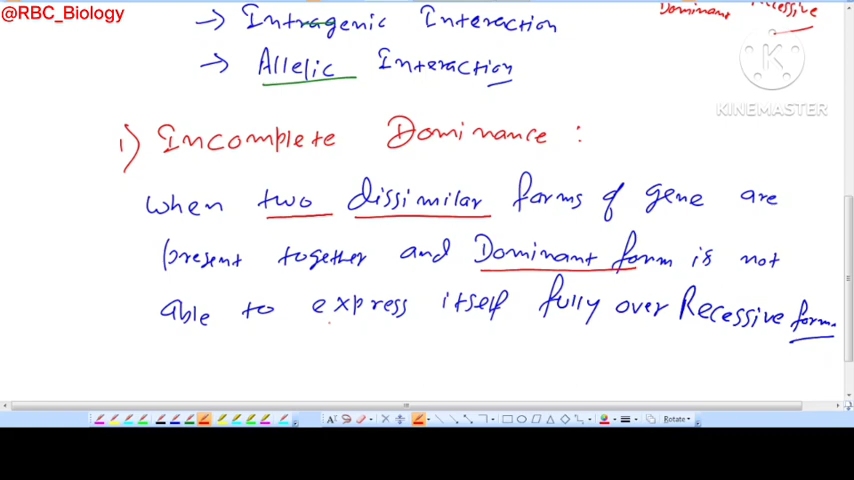 @RBC_Biology
→ Intragenic Interaction
Dominant Recessive
→ Allelic Interaction
KINEMASTER
1) Incomplete Dominance :
When two dissimilar forms of gene are
present together and Dominant form is not
able to express itself fully over Recessive form.
Rotate